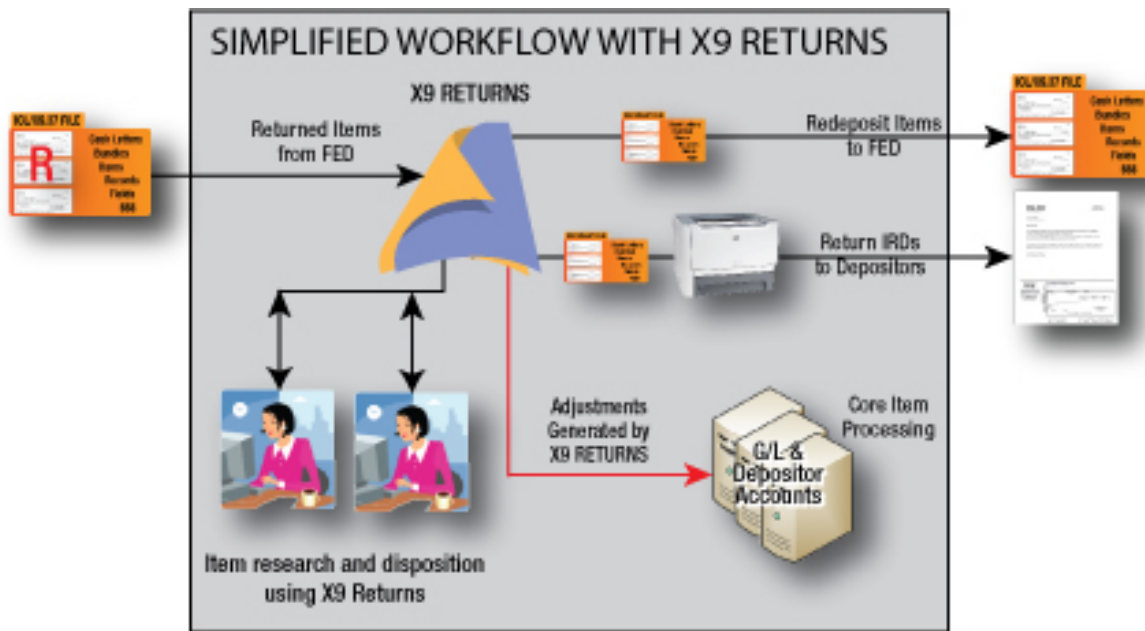 SIMPLIFIED WORKFLOW WITH X9 RETURNS
X9 RETURNS
Returned Items
from FED
Redeposit Items
to FED
Return IRDs
to Depositors
Cash Letters
Bundles
Items
Records
Fields
R
Cash Letters
Bundles
Items
Records
Fields
Adjustments
Generated by
X9 RETURNS
Core Item
Processing
G/L &
Depositor
Accounts
Item research and disposition
using X9 Returns